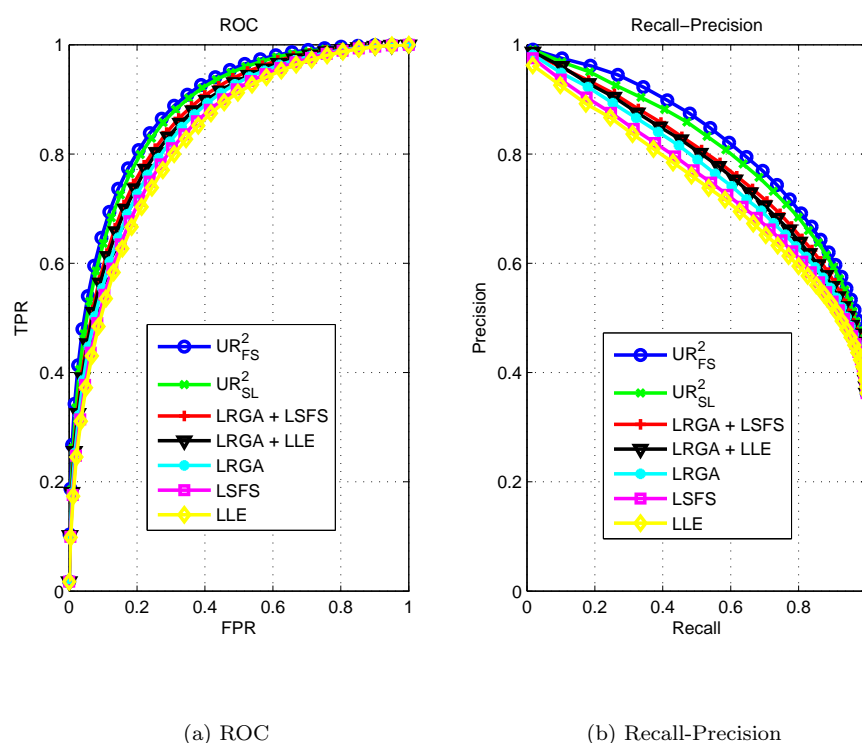 ROC
1
0.8
0.6
0.4
0.2
0
TPR
0 0.2 0.4 0.6 0.8 1
FPR
UR²FS
UR²SL
LRGA + LSFS
LRGA + LLE
LRGA
LSFS
LLE
(a) ROC
Recall−Precision
1
0.8
0.6
0.4
0.2
0
Precision
0 0.2 0.4 0.6 0.8
Recall
UR²FS
UR²SL
LRGA + LSFS
LRGA + LLE
LRGA
LSFS
LLE
(b) Recall-Precision